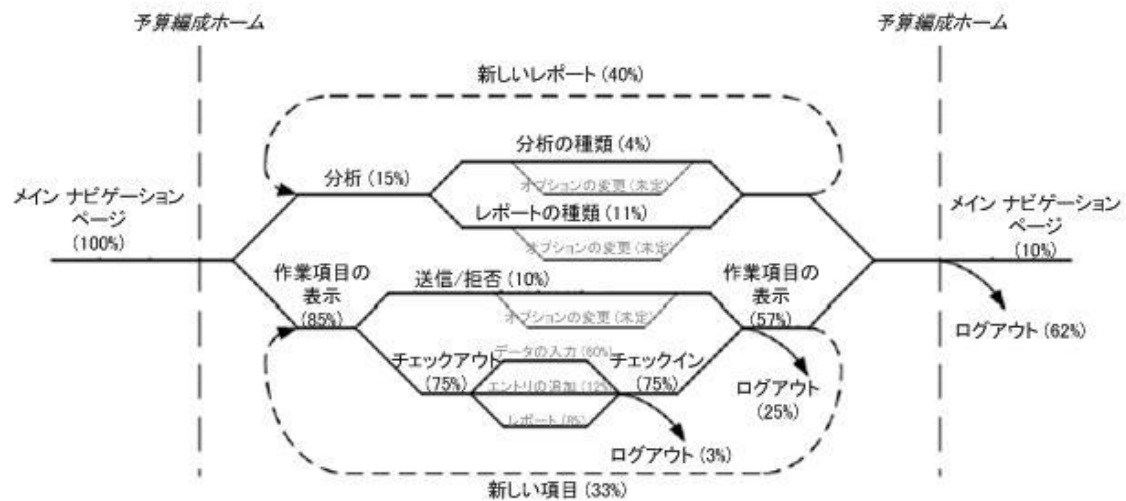 予算編成ホーム
予算編成ホーム
新しいレポート (40%)
分析の種類 (4%)
オプションの変更 (未定)
分析 (15%)
レポートの種類 (11%)
オプションの変更 (未定)
メイン ナビゲーション
ページ
(100%)
メイン ナビゲーション
ページ
(10%)
作業項目の
表示
(85%)
送信/拒否 (10%)
オプションの変更 (未定)
作業項目の
表示
(57%)
ログアウト (62%)
データの入力 (60%)
チェックアウト
(75%)
エントリの追加 (12%)
レポート (8%)
チェックイン
(75%)
ログアウト
(25%)
ログアウト (3%)
新しい項目 (33%)